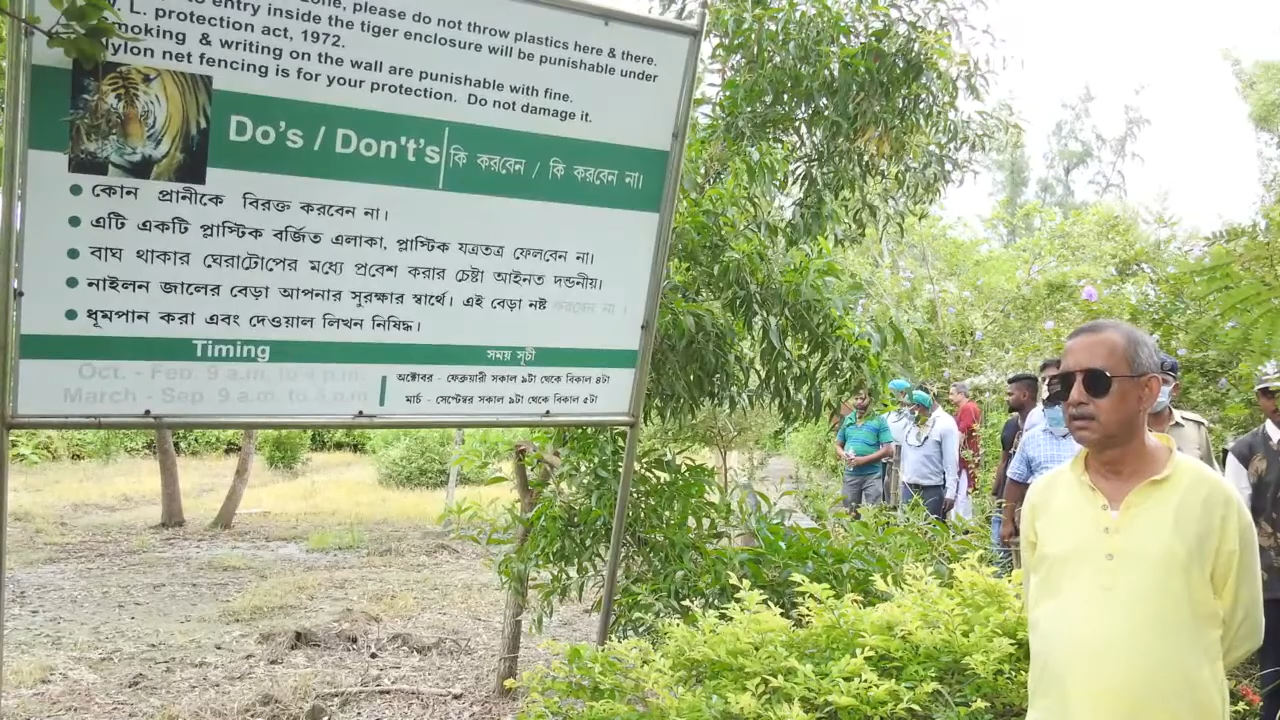 zone, please do not throw plastics here & there.
to entry inside the tiger enclosure will be punishable under
L. protection act, 1972.
smoking & writing on the wall are punishable with fine.
Nylon net fencing is for your protection. Do not damage it.
Do's / Don't's কি করবেন / কি করবেন না।
কোন প্রানীকে বিরক্ত করবেন না।
এটি একটি প্লাস্টিক বর্জিত এলাকা, প্লাস্টিক যত্রতত্র ফেলবেন না।
বাঘ থাকার ঘেরাটোপের মধ্যে প্রবেশ করার চেষ্টা আইনত দন্ডনীয়।
নাইলন জালের বেড়া আপনার সুরক্ষার স্বার্থে। এই বেড়া নষ্ট করবেন না ।
ধূমপান করা এবং দেওয়াল লিখন নিষিদ্ধ।
Timing সময় সূচী
Oct. - Feb. 9 a.m. to 4 p.m. অক্টোবর - ফেব্রুয়ারী সকাল ৯টা থেকে বিকাল ৪টা
March - Sep. 9 a.m. to 5 p.m মার্চ - সেপ্টেম্বর সকাল ৯টা থেকে বিকাল ৫টা